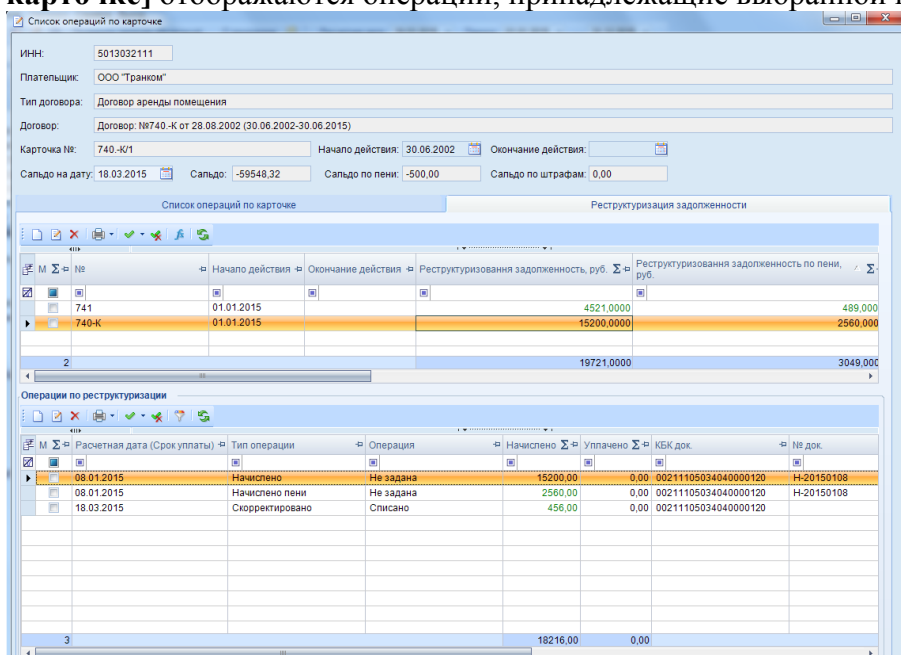 карточке] отображаются операции, принадлежащие выбранной
Список операций по карточке
ИНН: 5013032111
Плательщик: ООО "Транком"
Тип договора: Договор аренды помещения
Договор: Договор: №740.-К от 28.08.2002 (30.06.2002-30.06.2015)
Карточка №: 740.-К/1 Начало действия: 30.06.2002 Окончание действия:
Сальдо на дату: 18.03.2015 Сальдо: -59548,32 Сальдо по пени: -500,00 Сальдо по штрафам: 0,00
Список операций по карточке Реструктуризация задолженности
М Σ № Начало действия Окончание действия Реструктуризования задолженность, руб. Σ Реструктуризования задолженность по пени, руб. Σ
741 01.01.2015 4521,0000 489,000
740-К 01.01.2015 15200,0000 2560,000
2 19721,0000 3049,000
Операции по реструктуризации
М Σ Расчетная дата (Срок уплаты) Тип операции Операция Начислено Σ Уплачено Σ КБК док. № док.
08.01.2015 Начислено Не задана 15200,00 0,00 00211105034040000120 Н-20150108
08.01.2015 Начислено пени Не задана 2560,00 0,00 00211105034040000120 Н-20150108
18.03.2015 Скорректировано Списано 456,00 0,00 00211105034040000120
3 18216,00 0,00